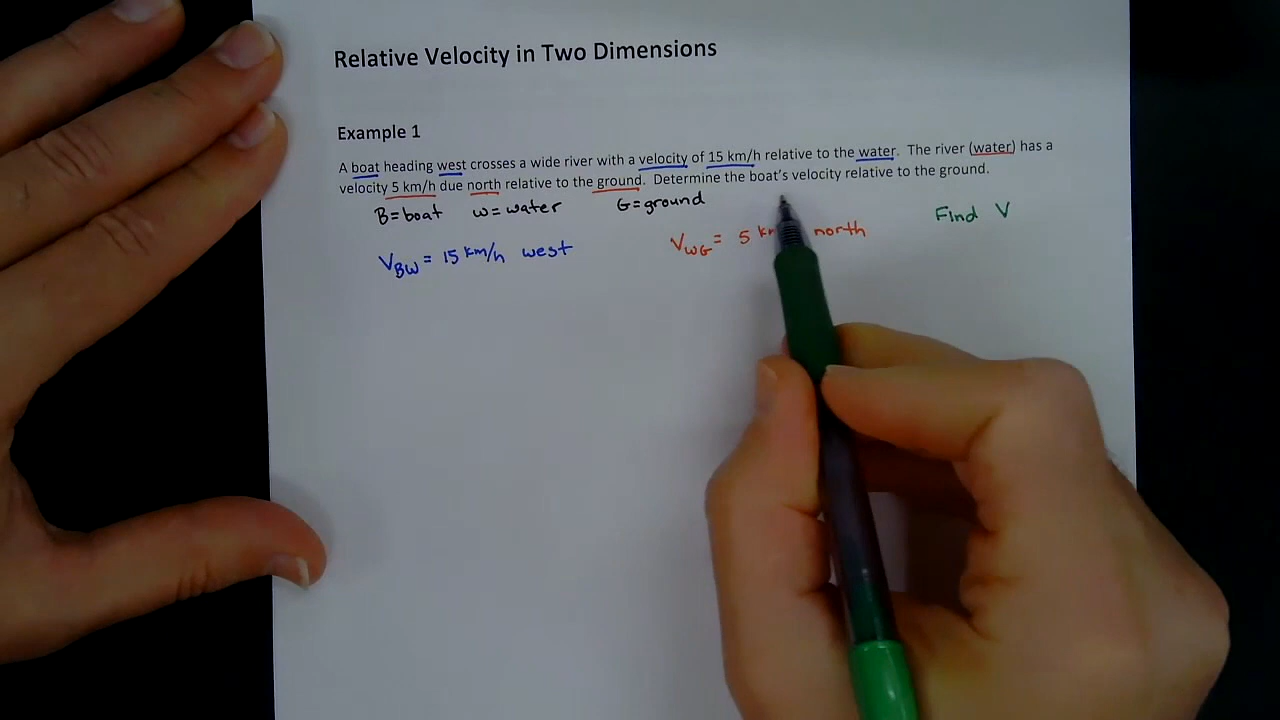 Relative Velocity in Two Dimensions
Example 1
A boat heading west crosses a wide river with a velocity of 15 km/h relative to the water. The river (water) has a
velocity 5 km/h due north relative to the ground. Determine the boat's velocity relative to the ground.
B=boat w=water G=ground
Find V
VBW = 15 km/h west
VWG = 5 north